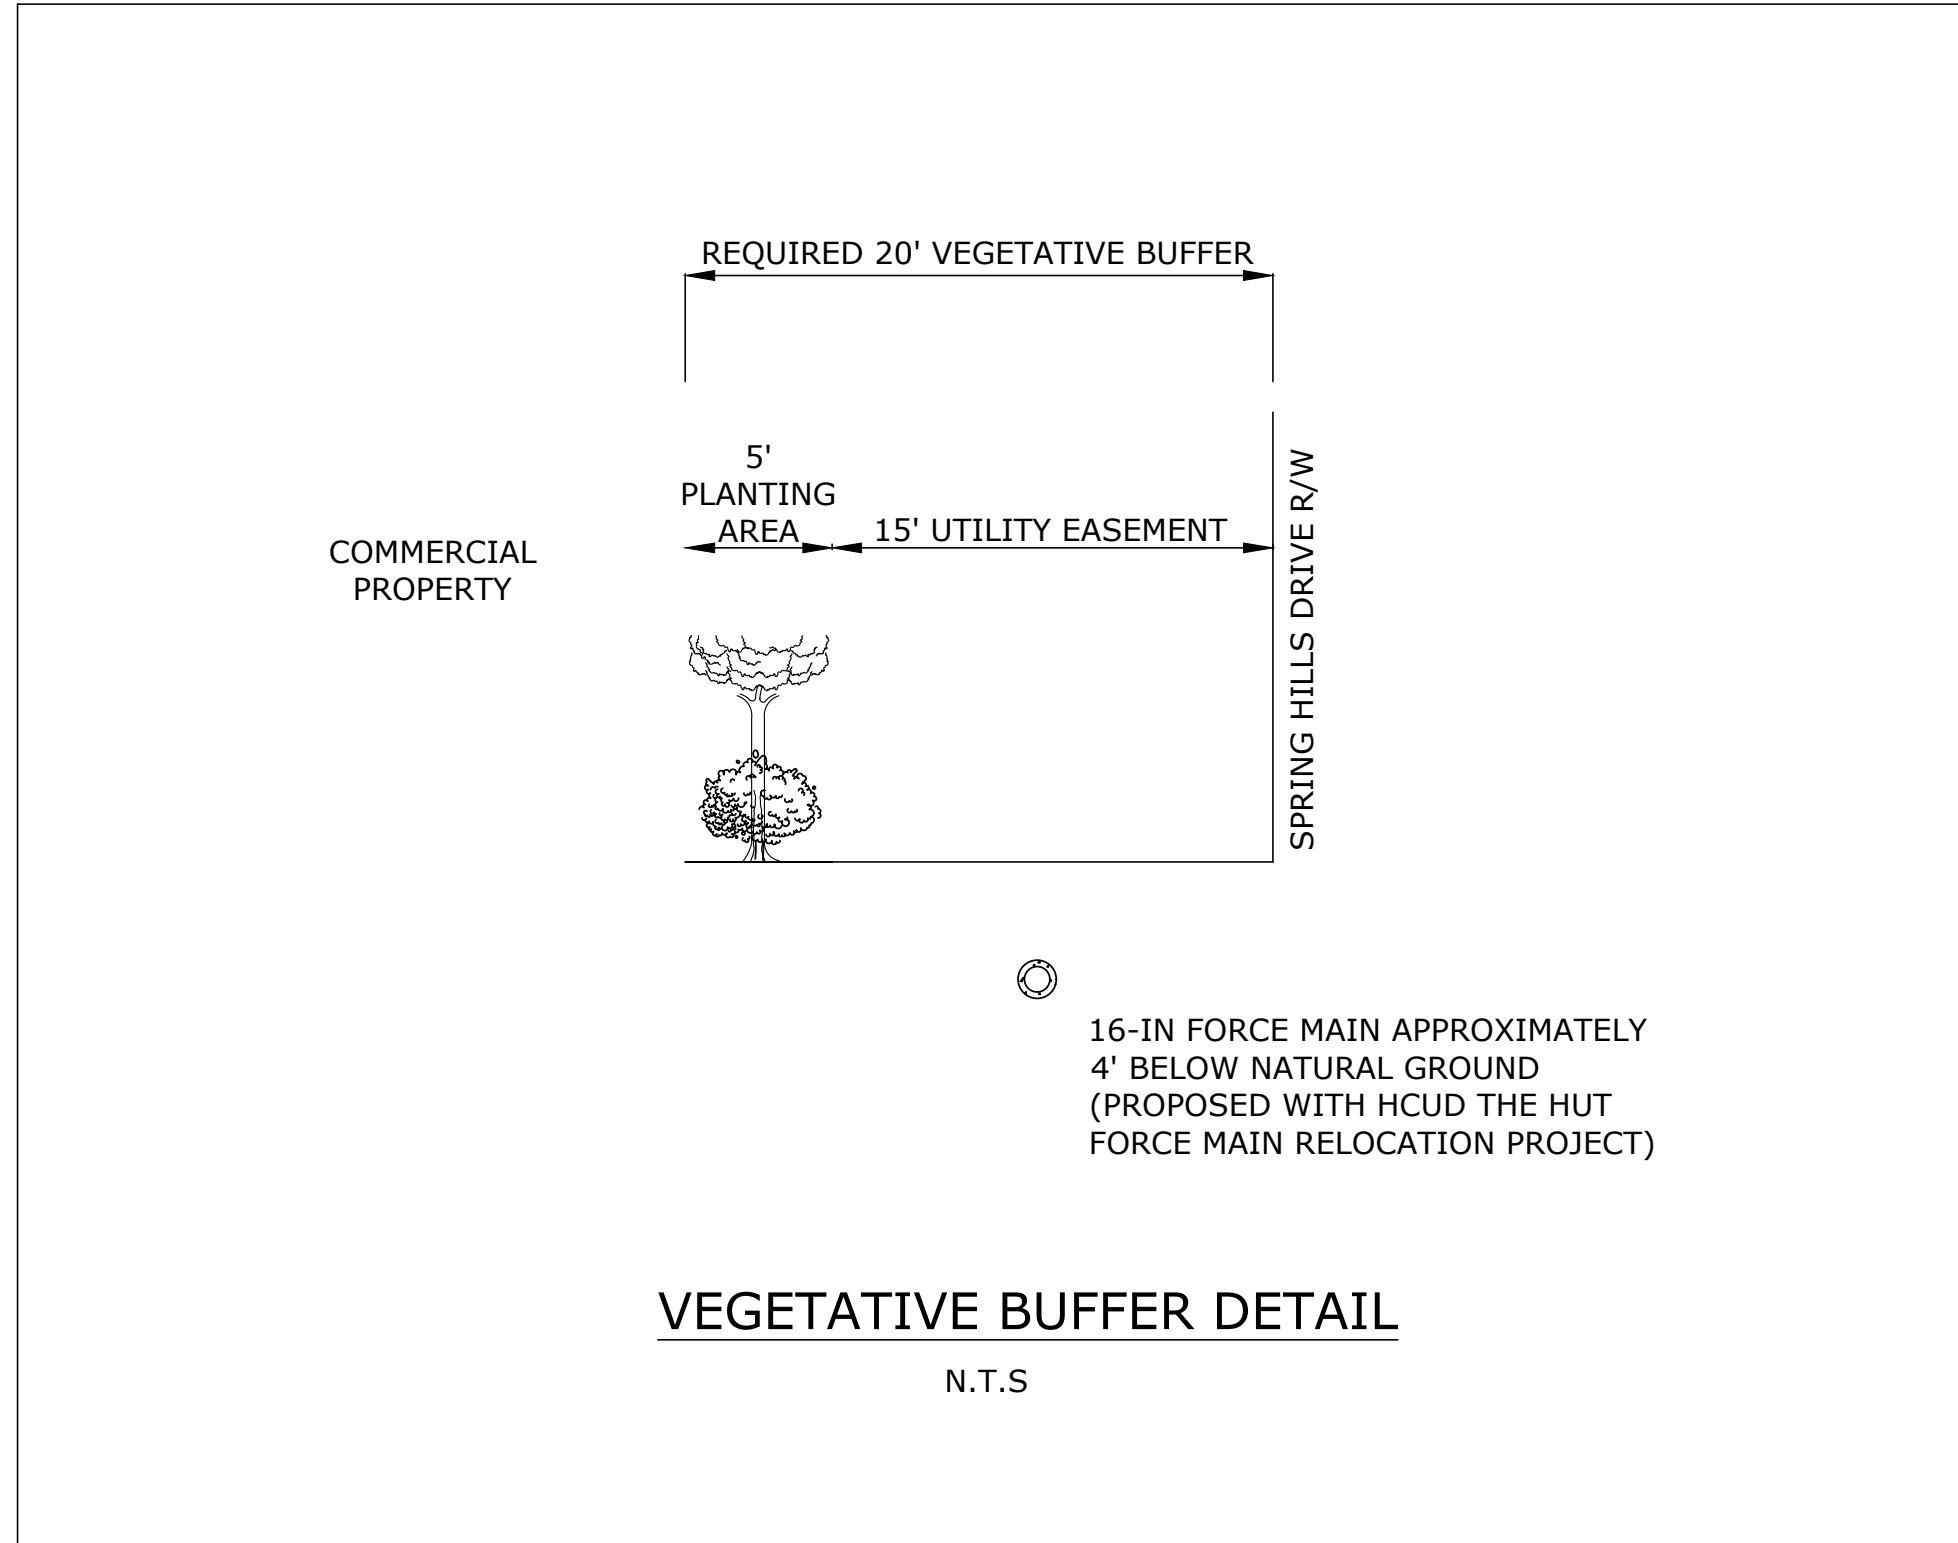 REQUIRED 20' VEGETATIVE BUFFER
5'
PLANTING
AREA
15' UTILITY EASEMENT
COMMERCIAL
PROPERTY
SPRING HILLS DRIVE R/W
16-IN FORCE MAIN APPROXIMATELY
4' BELOW NATURAL GROUND
(PROPOSED WITH HCUD THE HUT
FORCE MAIN RELOCATION PROJECT)
VEGETATIVE BUFFER DETAIL
N.T.S